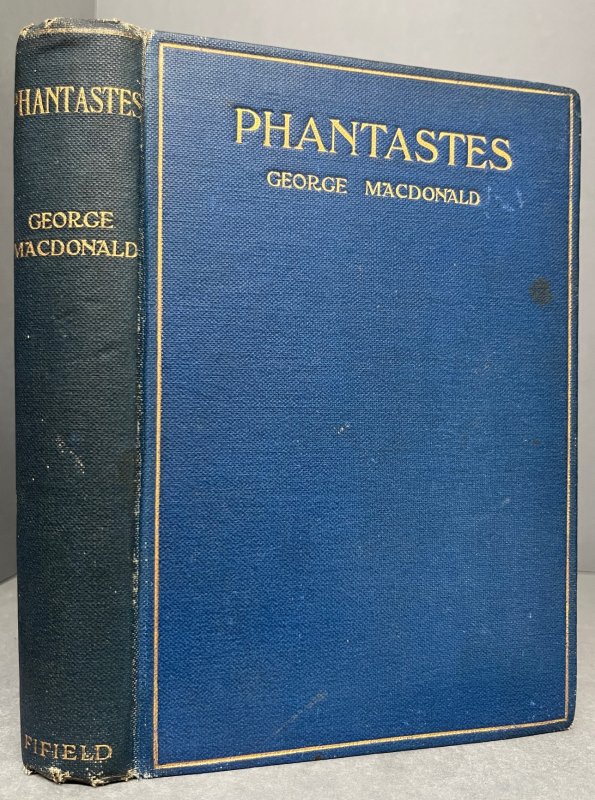 PHANTASTES
GEORGE
MACDONALD
FIFIELD
PHANTASTES
GEORGE MACDONALD